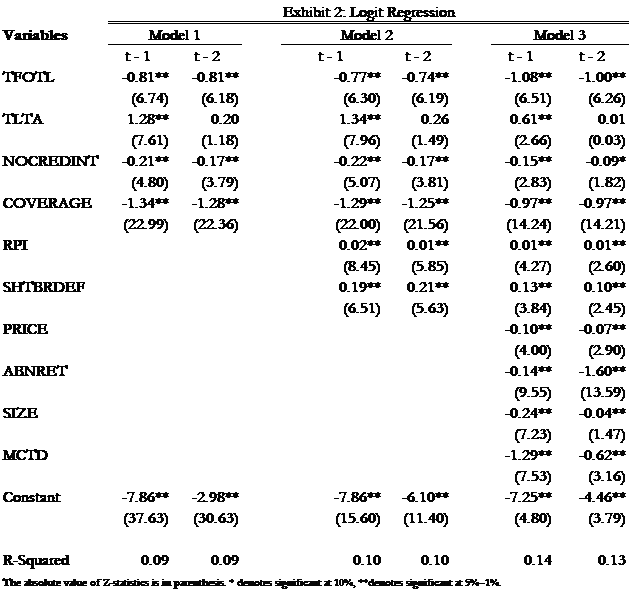 Exhibit 2: Logit Regression
Variables Model 1 Model 2 Model 3
t - 1 t - 2 t - 1 t - 2 t - 1 t - 2
TFOTL -0.81** -0.81** -0.77** -0.74** -1.08** -1.00**
(6.74) (6.18) (6.30) (6.19) (6.51) (6.26)
TLTA 1.28** 0.20 1.34** 0.26 0.61** 0.01
(7.61) (1.18) (7.96) (1.49) (2.66) (0.03)
NOCREDINT -0.21** -0.17** -0.22** -0.17** -0.15** -0.09*
(4.80) (3.79) (5.07) (3.81) (2.83) (1.82)
COVERAGE -1.34** -1.28** -1.29** -1.25** -0.97** -0.97**
(22.99) (22.36) (22.00) (21.56) (14.24) (14.21)
RPI 0.02** 0.01** 0.01** 0.01**
(8.45) (5.85) (4.27) (2.60)
SHTBRDEF 0.19** 0.21** 0.13** 0.10**
(6.51) (5.63) (3.84) (2.45)
PRICE -0.10** -0.07**
(4.00) (2.90)
ABNRET -0.14** -1.60**
(9.55) (13.59)
SIZE -0.24** -0.04**
(7.23) (1.47)
MCTD -1.29** -0.62**
(7.53) (3.16)
Constant -7.86** -2.98** -7.86** -6.10** -7.25** -4.46**
(37.63) (30.63) (15.60) (11.40) (4.80) (3.79)
R-Squared 0.09 0.09 0.10 0.10 0.14 0.13
The absolute value of Z-statistics is in parenthesis. * denotes significant at 10%, **denotes significant at 5%–1%.